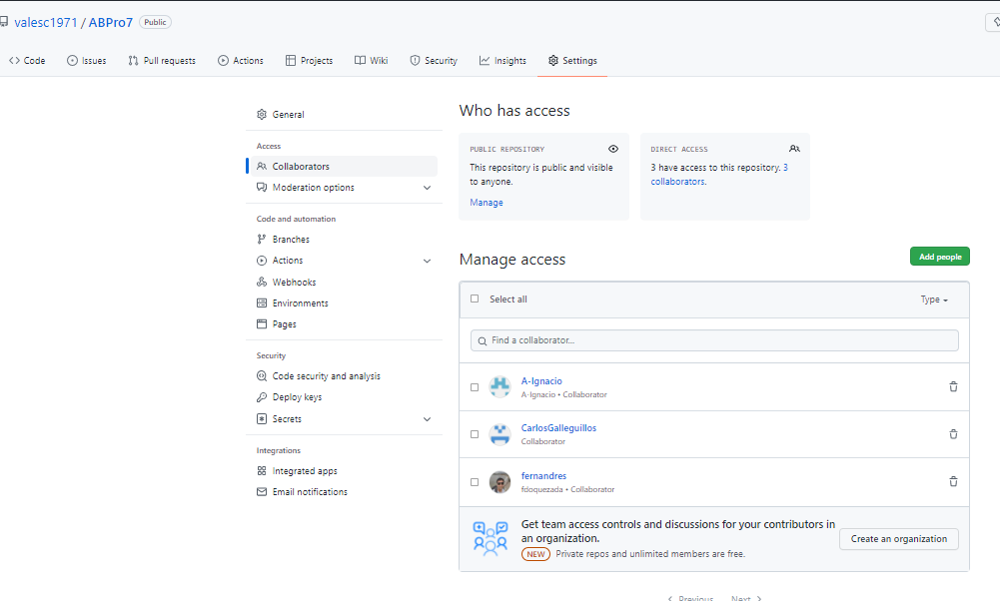 valesc1971 / ABPro7 Public
Code Issues Pull requests Actions Projects Wiki Security Insights Settings
General
Access
Collaborators
Moderation options
Code and automation
Branches
Actions
Webhooks
Environments
Pages
Security
Code security and analysis
Deploy keys
Secrets
Integrations
Integrated apps
Email notifications
Who has access
PUBLIC REPOSITORY
This repository is public and visible
to anyone.
Manage
DIRECT ACCESS
3 have access to this repository. 3
collaborators.
Manage access
Add people
Select all
Type
Find a collaborator...
A-Ignacio
A-Ignacio • Collaborator
CarlosGalleguillos
Collaborator
fernandres
fdoquezada • Collaborator
Get team access controls and discussions for your contributors in
an organization.
NEW Private repos and unlimited members are free.
Create an organization
Previous Next